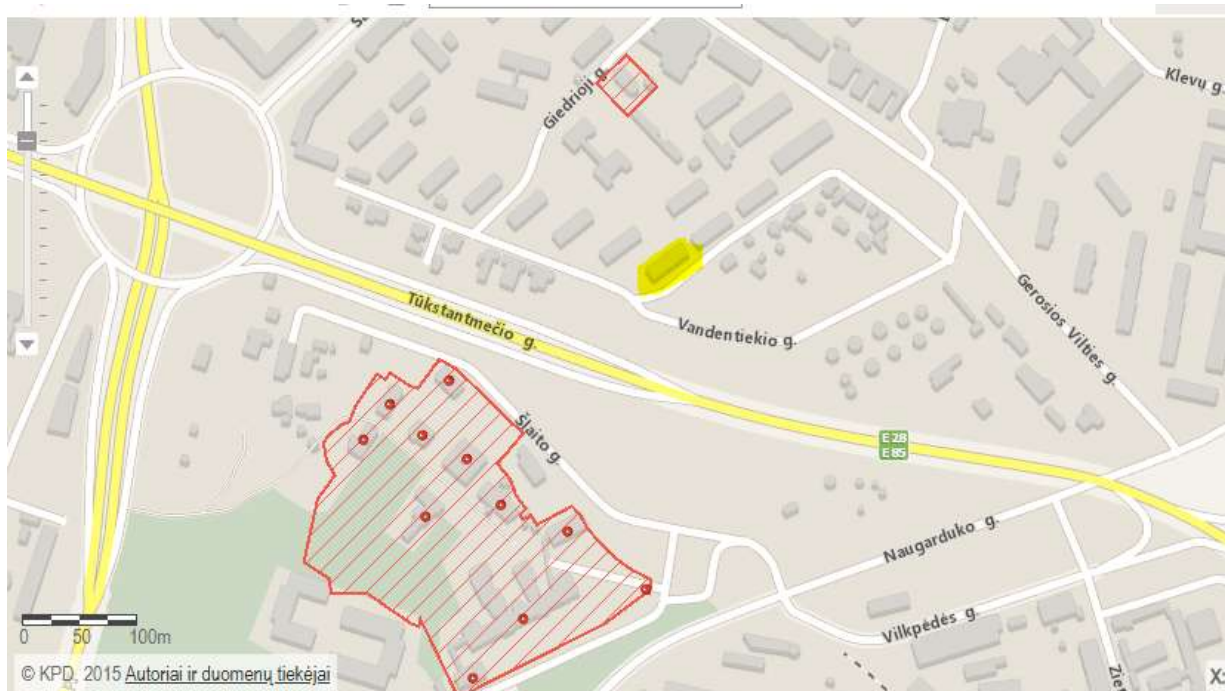 Giedrioji g.
Klevų g.
Tūkstantmečio g.
Vandentiekio g.
Gerosios Vilties g.
Šlaito g.
E 28
E 85
Naugarduko g.
Vilkpėdės g.
0 50 100m
© KPD, 2015 Autoriai ir duomenų tiekėjai